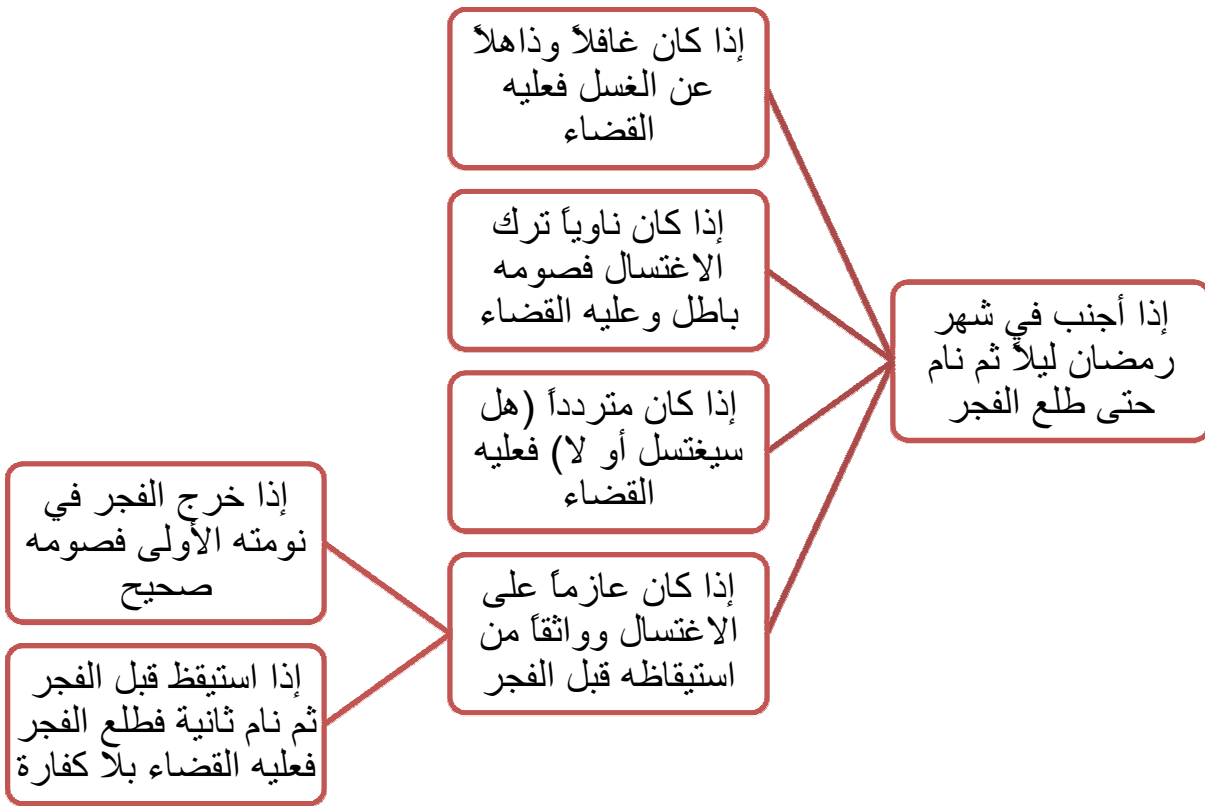 إذا أجنب في شهر
رمضان ليلاً ثم نام
حتى طلع الفجر
إذا كان غافلاً وذاهلاً
عن الغسل فعليه
القضاء
إذا كان ناوياً ترك
الاغتسال فصومه
باطل وعليه القضاء
إذا كان متردداً (هل
سيغتسل أو لا) فعليه
القضاء
إذا كان عازماً على
الاغتسال وواثقاً من
استيقاظه قبل الفجر
إذا خرج الفجر في
نومته الأولى فصومه
صحيح
إذا استيقظ قبل الفجر
ثم نام ثانية فطلع الفجر
فعليه القضاء بلا كفارة